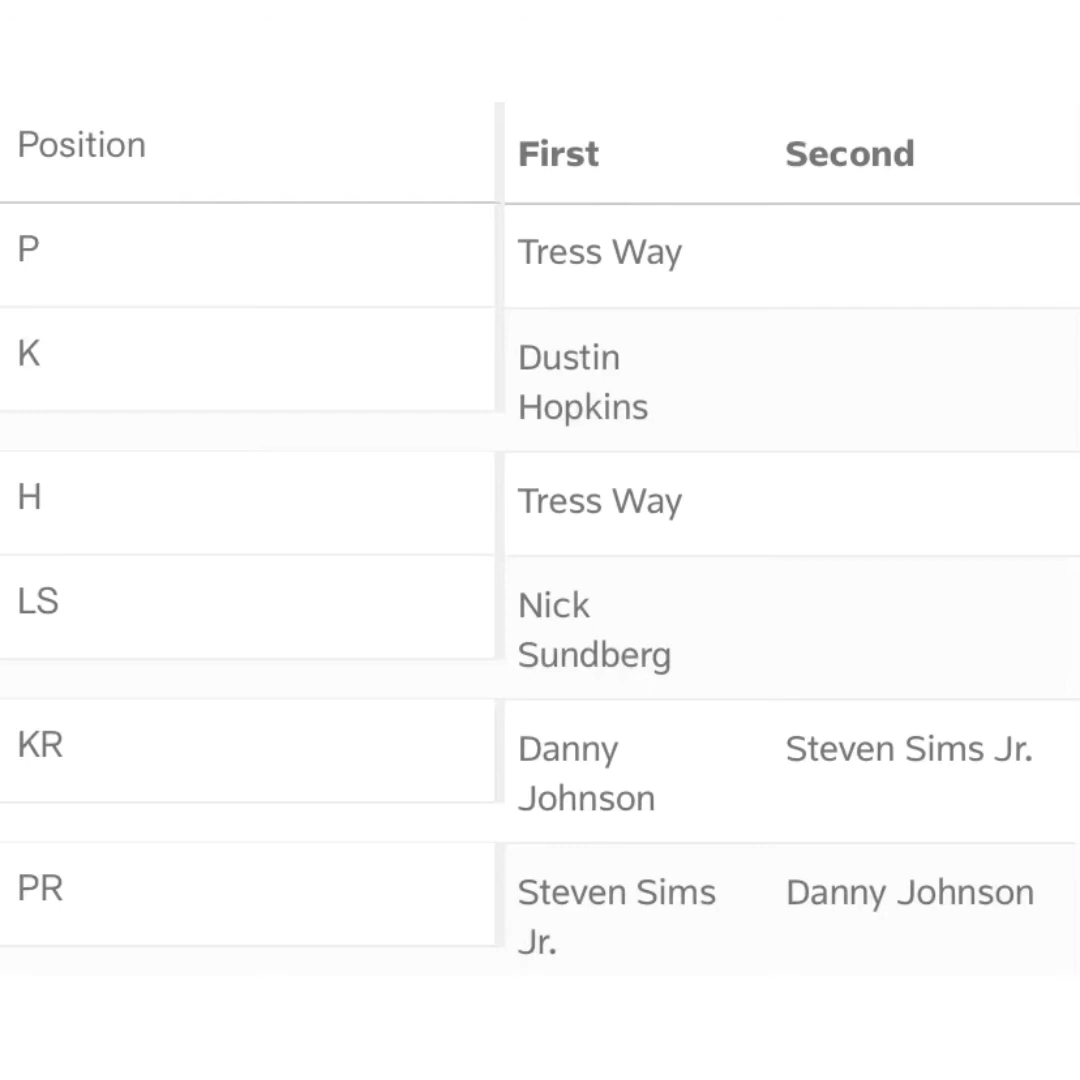 Position First Second
P Tress Way
K Dustin
Hopkins
H Tress Way
LS Nick
Sundberg
KR Danny Steven Sims Jr.
Johnson
PR Steven Sims Danny Johnson
Jr.